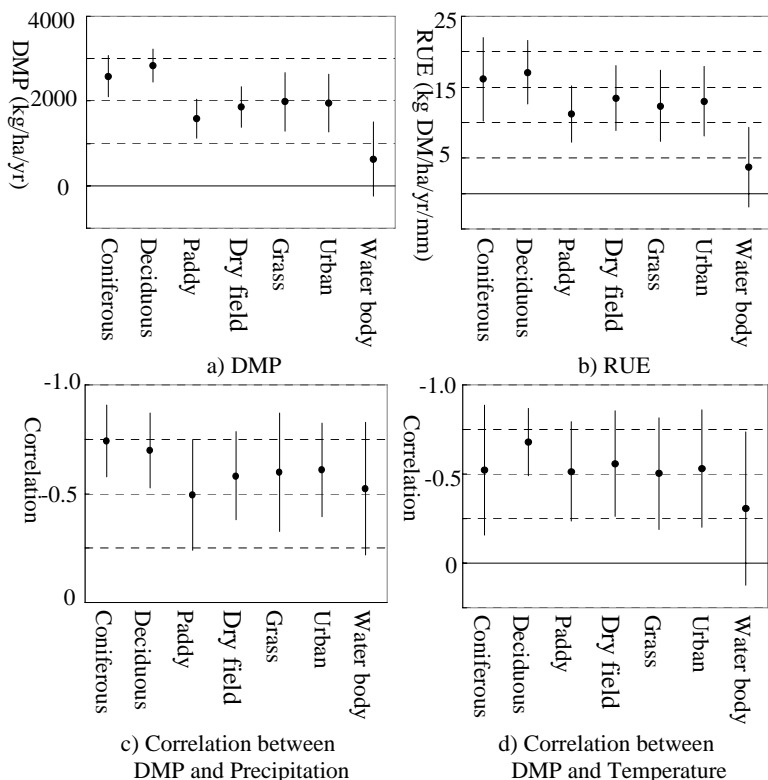 4000
2000
0
DMP (kg/ha/yr)
Coniferous
Deciduous
Paddy
Dry field
Grass
Urban
Water body
a) DMP
25
15
5
RUE (kg DM/ha/yr/mm)
Coniferous
Deciduous
Paddy
Dry field
Grass
Urban
Water body
b) RUE
-1.0
-0.5
0
Correlation
Coniferous
Deciduous
Paddy
Dry field
Grass
Urban
Water body
c) Correlation between
DMP and Precipitation
-1.0
-0.5
0
Correlation
Coniferous
Deciduous
Paddy
Dry field
Grass
Urban
Water body
d) Correlation between
DMP and Temperature